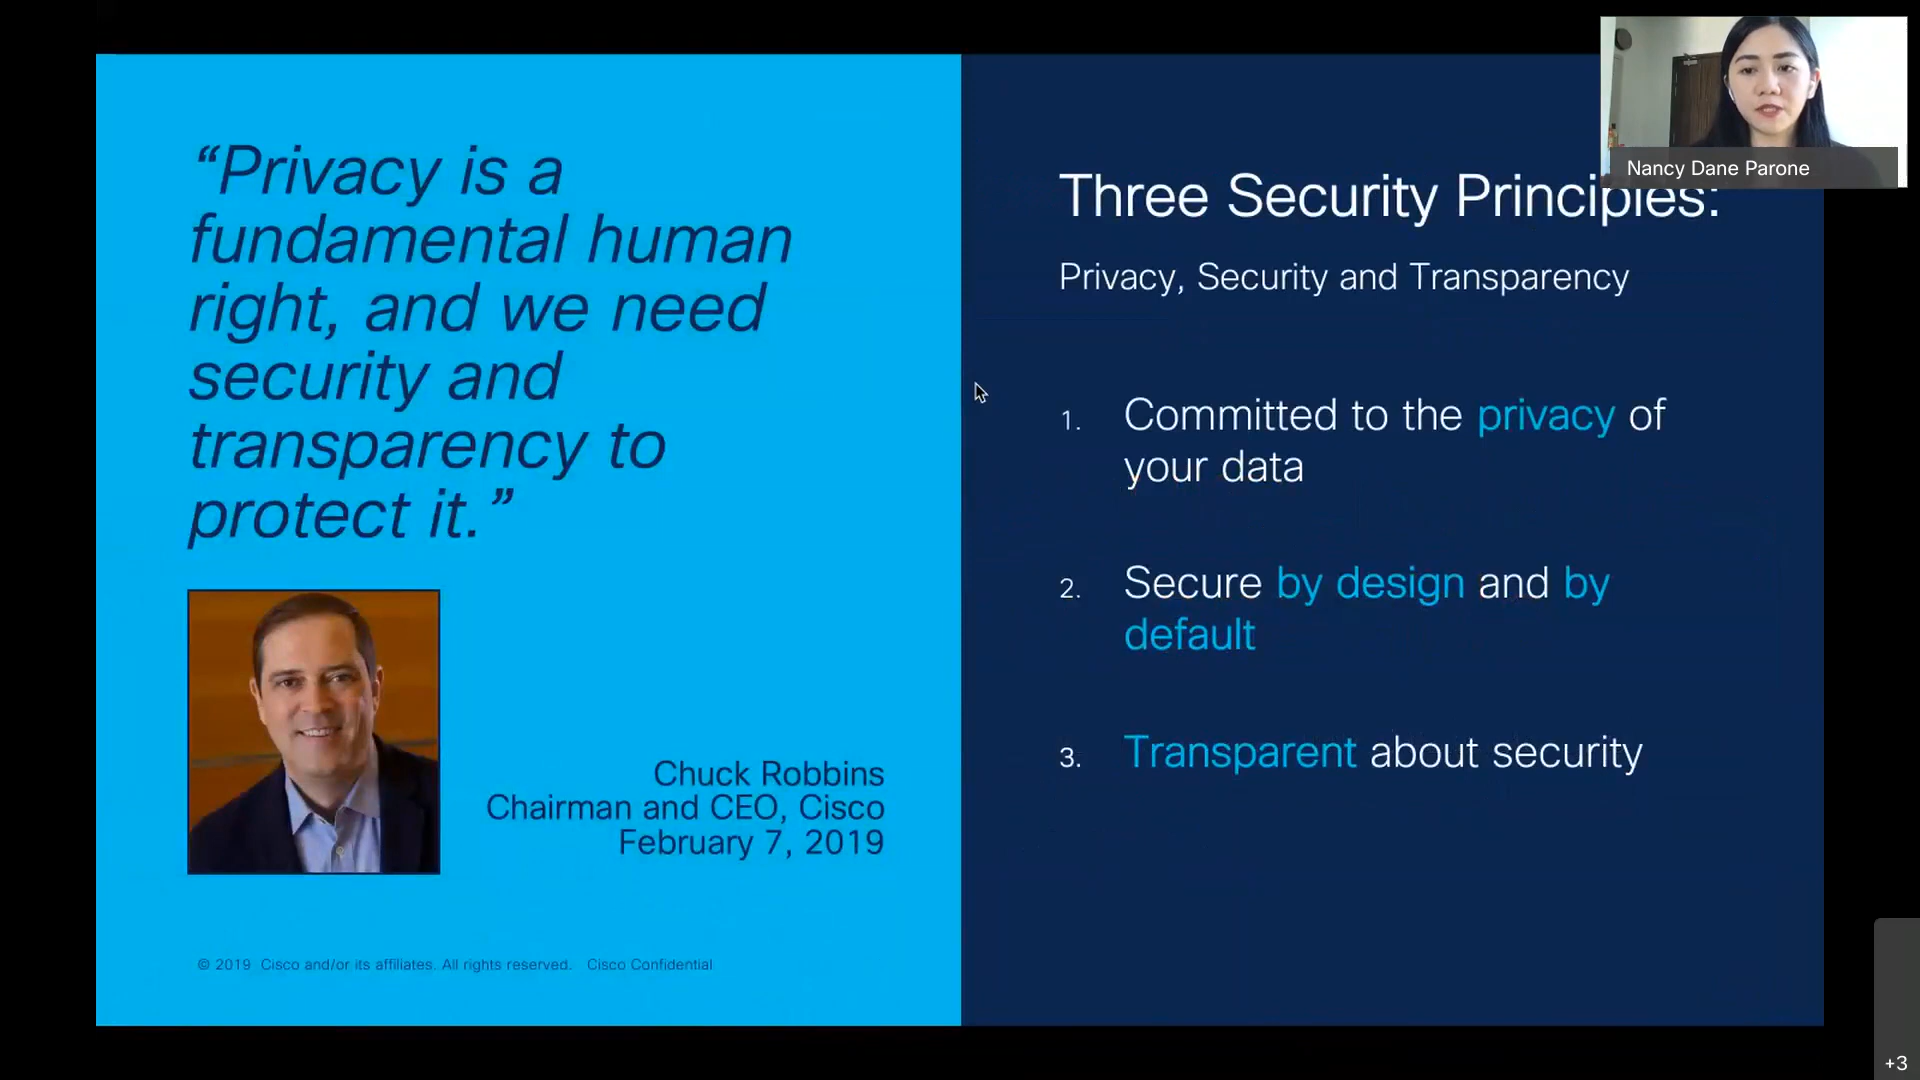 “Privacy is a
fundamental human
right, and we need
security and
transparency to
protect it.”
Chuck Robbins
Chairman and CEO, Cisco
February 7, 2019
© 2019 Cisco and/or its affiliates. All rights reserved. Cisco Confidential
Nancy Dane Parone
Three Security Principles:
Privacy, Security and Transparency
1. Committed to the privacy of
your data
2. Secure by design and by
default
3. Transparent about security
+3